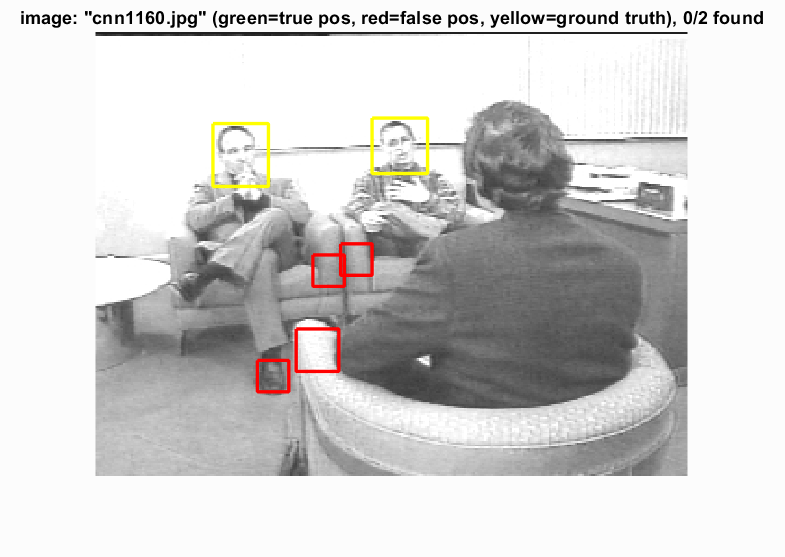 image: "cnn1160.jpg" (green=true pos, red=false pos, yellow=ground truth), 0/2 found